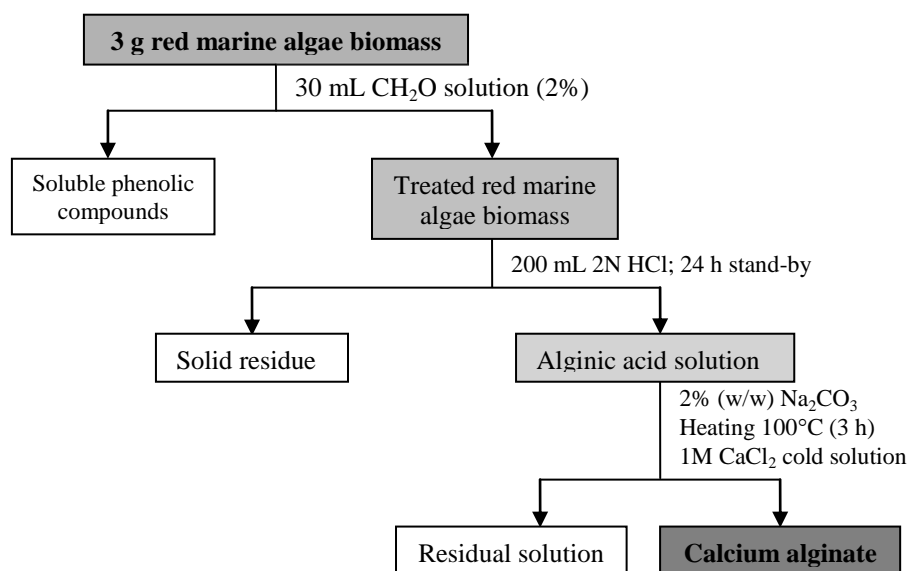 3 g red marine algae biomass
30 mL CH₂O solution (2%)
Soluble phenolic
compounds
Treated red marine
algae biomass
200 mL 2N HCl; 24 h stand-by
Solid residue
Alginic acid solution
2% (w/w) Na₂CO₃
Heating 100°C (3 h)
1M CaCl₂ cold solution
Residual solution
Calcium alginate